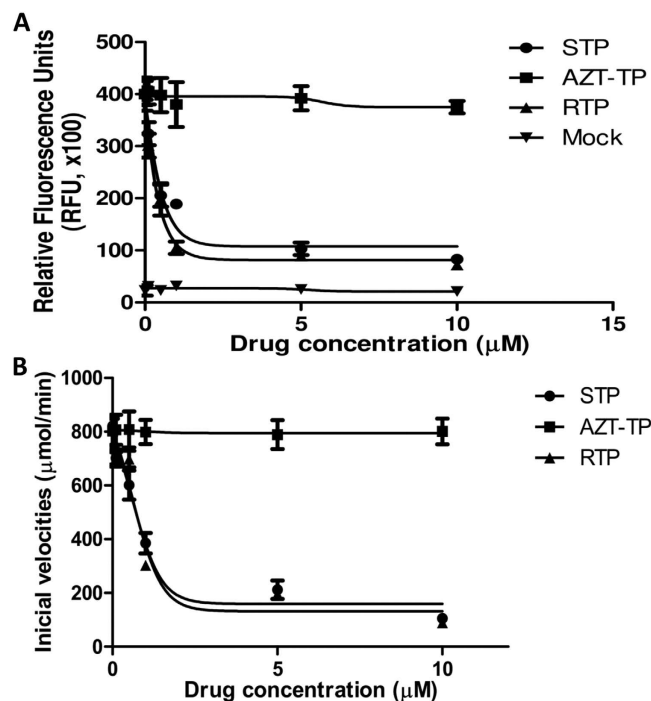 A
Relative Fluorescence Units
(RFU, x100)
500
400
300
200
100
0
0
5
10
15
Drug concentration (μM)
STP
AZT-TP
RTP
Mock
B
Inicial velocities (μmol/min)
1000
800
600
400
200
0
0
5
10
Drug concentration (μM)
STP
AZT-TP
RTP